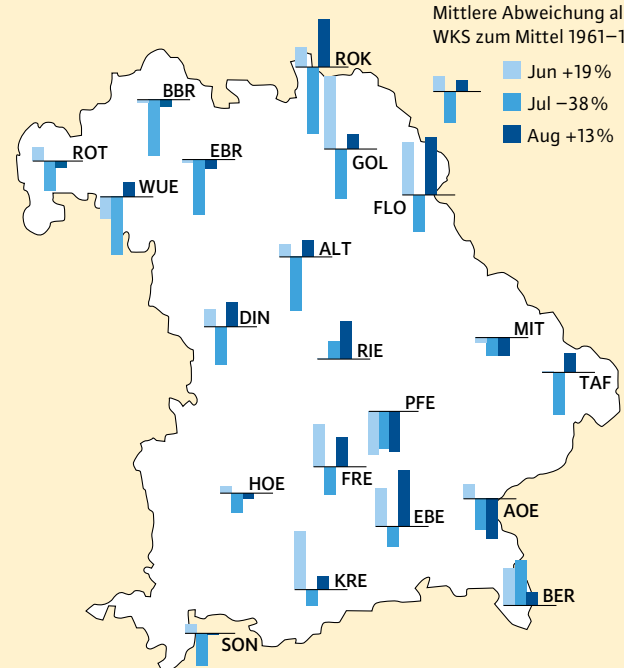 Mittlere Abweichung al
WKS zum Mittel 1961–1
Jun +19%
Jul –38%
Aug +13%
ROK
BBR
ROT
EBR
GOL
WUE
FLO
ALT
DIN
MIT
RIE
TAF
PFE
FRE
HOE
EBE
AOE
KRE
BER
SON